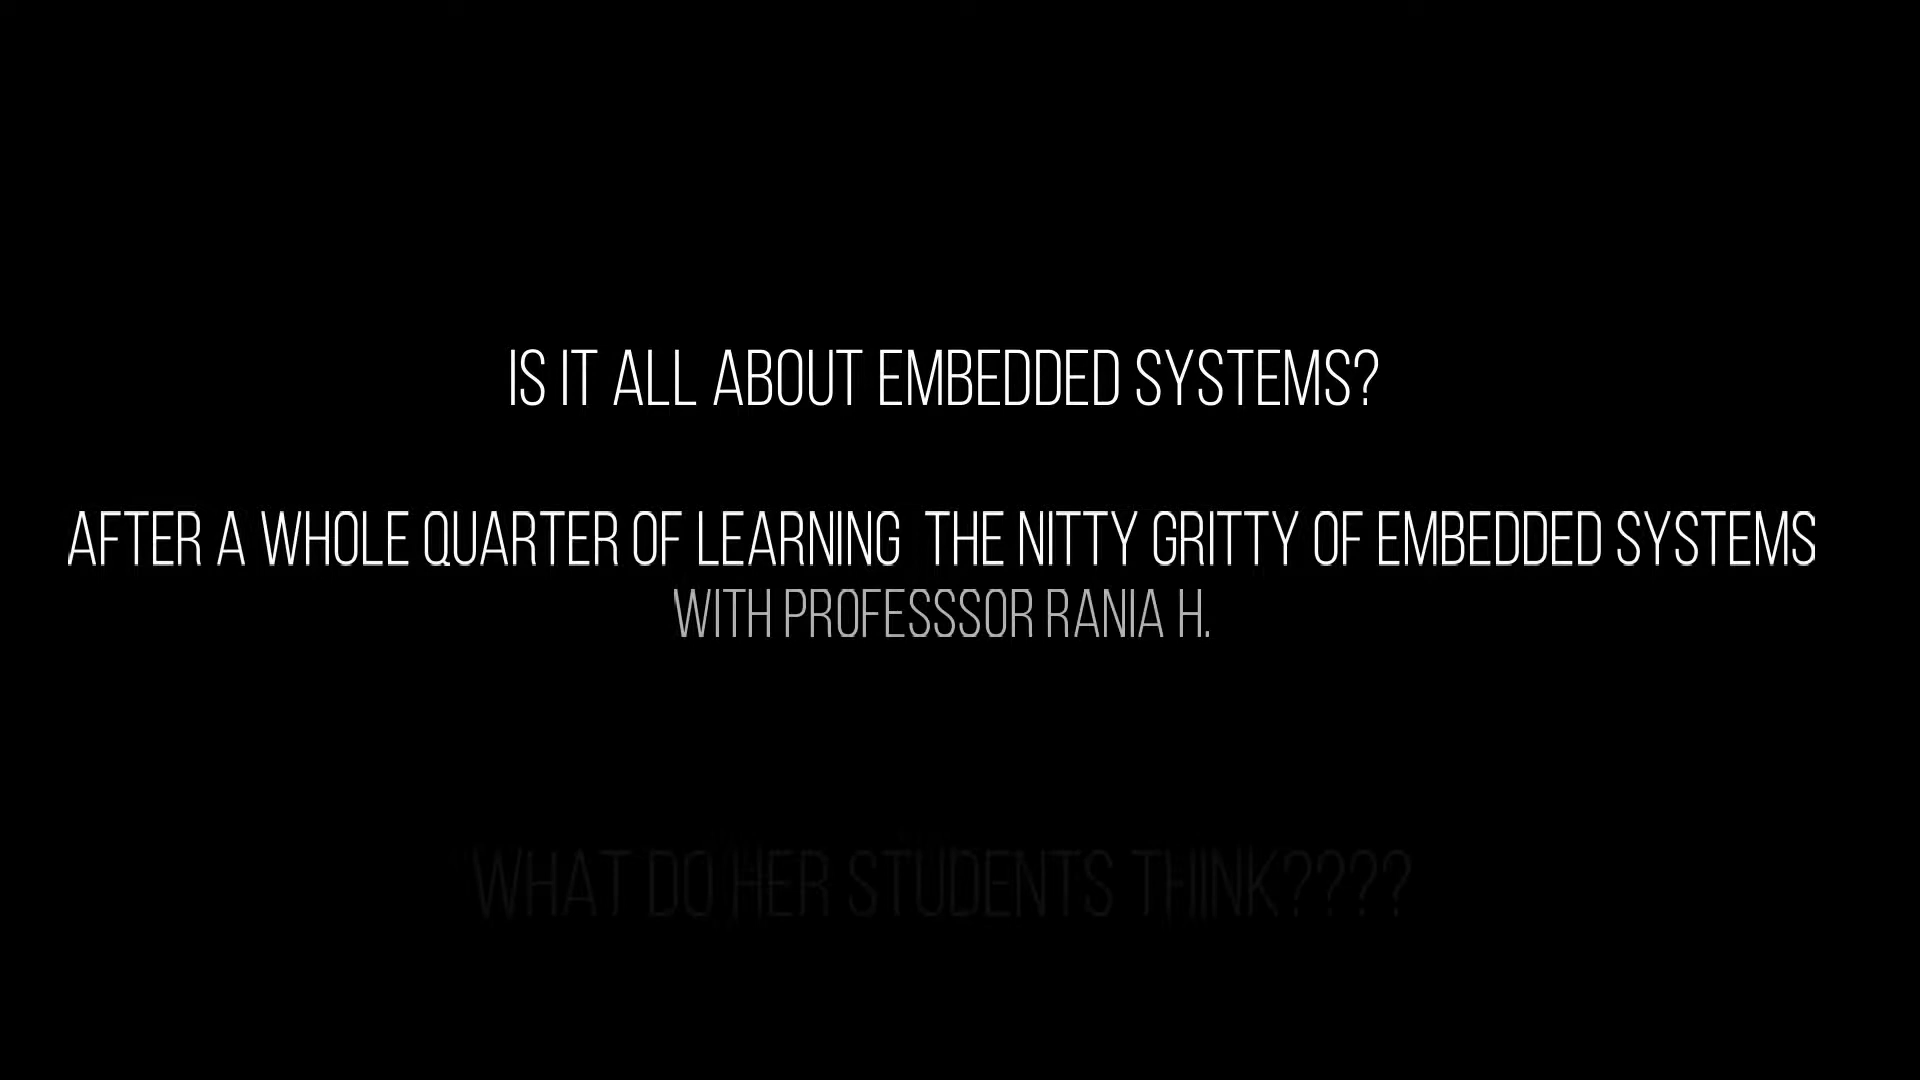 IS IT ALL ABOUT EMBEDDED SYSTEMS?
AFTER A WHOLE QUARTER OF LEARNING THE NITTY GRITTY OF EMBEDDED SYSTEMS
WITH PROFESSSOR RANIA H.
WHAT DO HER STUDENTS THINK????